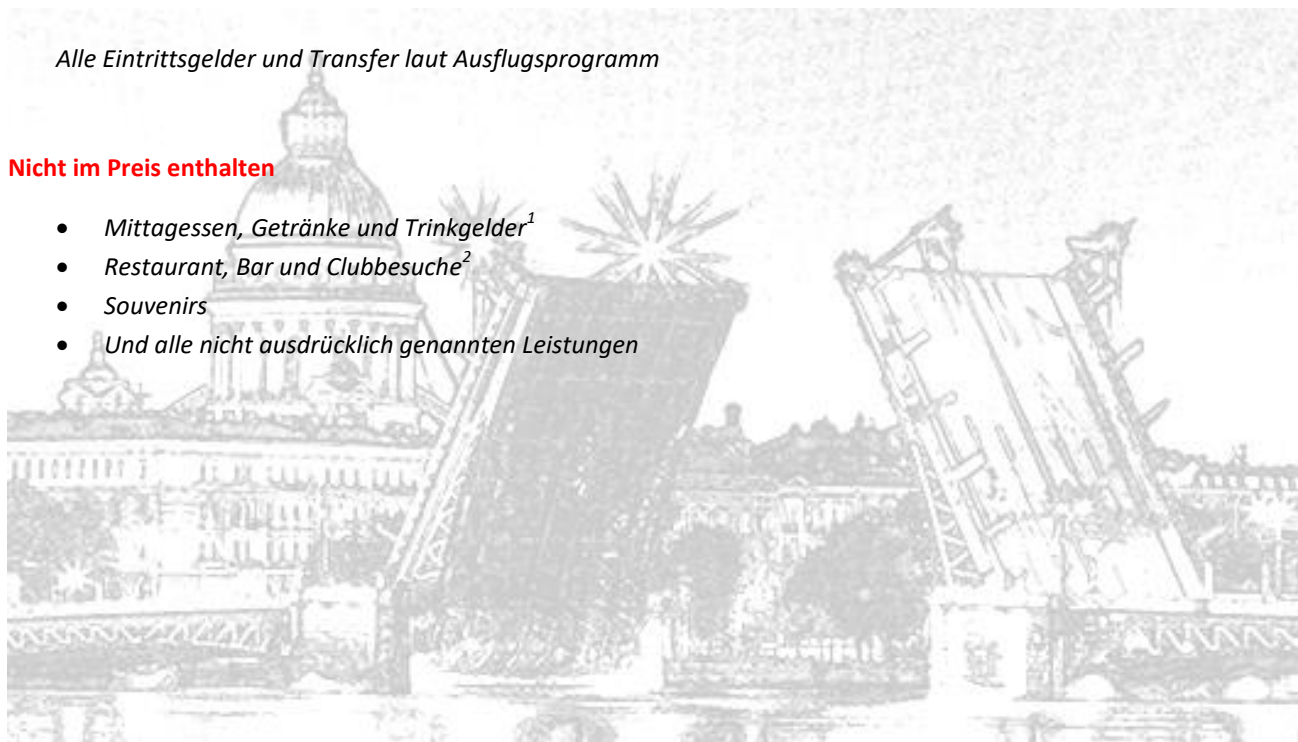 Alle Eintrittsgelder und Transfer laut Ausflugsprogramm
Nicht im Preis enthalten
• Mittagessen, Getränke und Trinkgelder¹
• Restaurant, Bar und Clubbesuche²
• Souvenirs
• Und alle nicht ausdrücklich genannten Leistungen